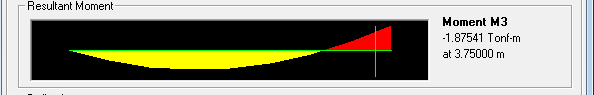 Resultant Moment
Moment M3
-1.87541 Tonf-m
at 3.75000 m